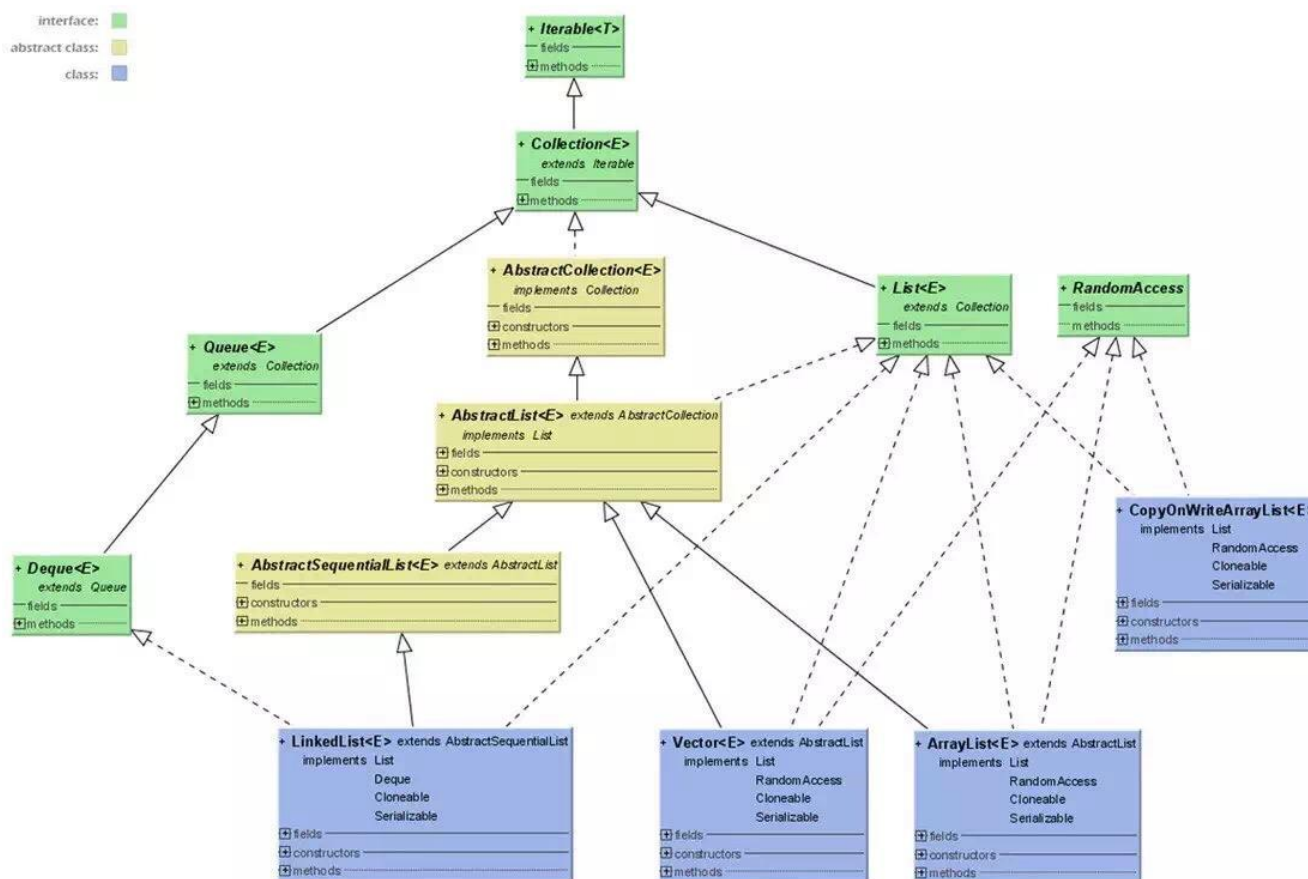 interface:
abstract class:
class:
+ Iterable<T>
fields
methods
+ Collection<E>
extends Iterable
fields
methods
+ AbstractCollection<E>
implements Collection
fields
constructors
methods
+ List<E>
extends Collection
fields
methods
+ RandomAccess
fields
methods
+ Queue<E>
extends Collection
fields
methods
+ AbstractList<E> extends AbstractCollection
implements List
fields
constructors
methods
+ CopyOnWriteArrayList<E>
implements List
RandomAccess
Cloneable
Serializable
fields
constructors
methods
+ Deque<E>
extends Queue
fields
methods
+ AbstractSequentialList<E> extends AbstractList
fields
constructors
methods
+ LinkedList<E> extends AbstractSequentialList
implements List
Deque
Cloneable
Serializable
fields
constructors
methods
+ Vector<E> extends AbstractList
implements List
RandomAccess
Cloneable
Serializable
fields
constructors
methods
+ ArrayList<E> extends AbstractList
implements List
RandomAccess
Cloneable
Serializable
fields
constructors
methods